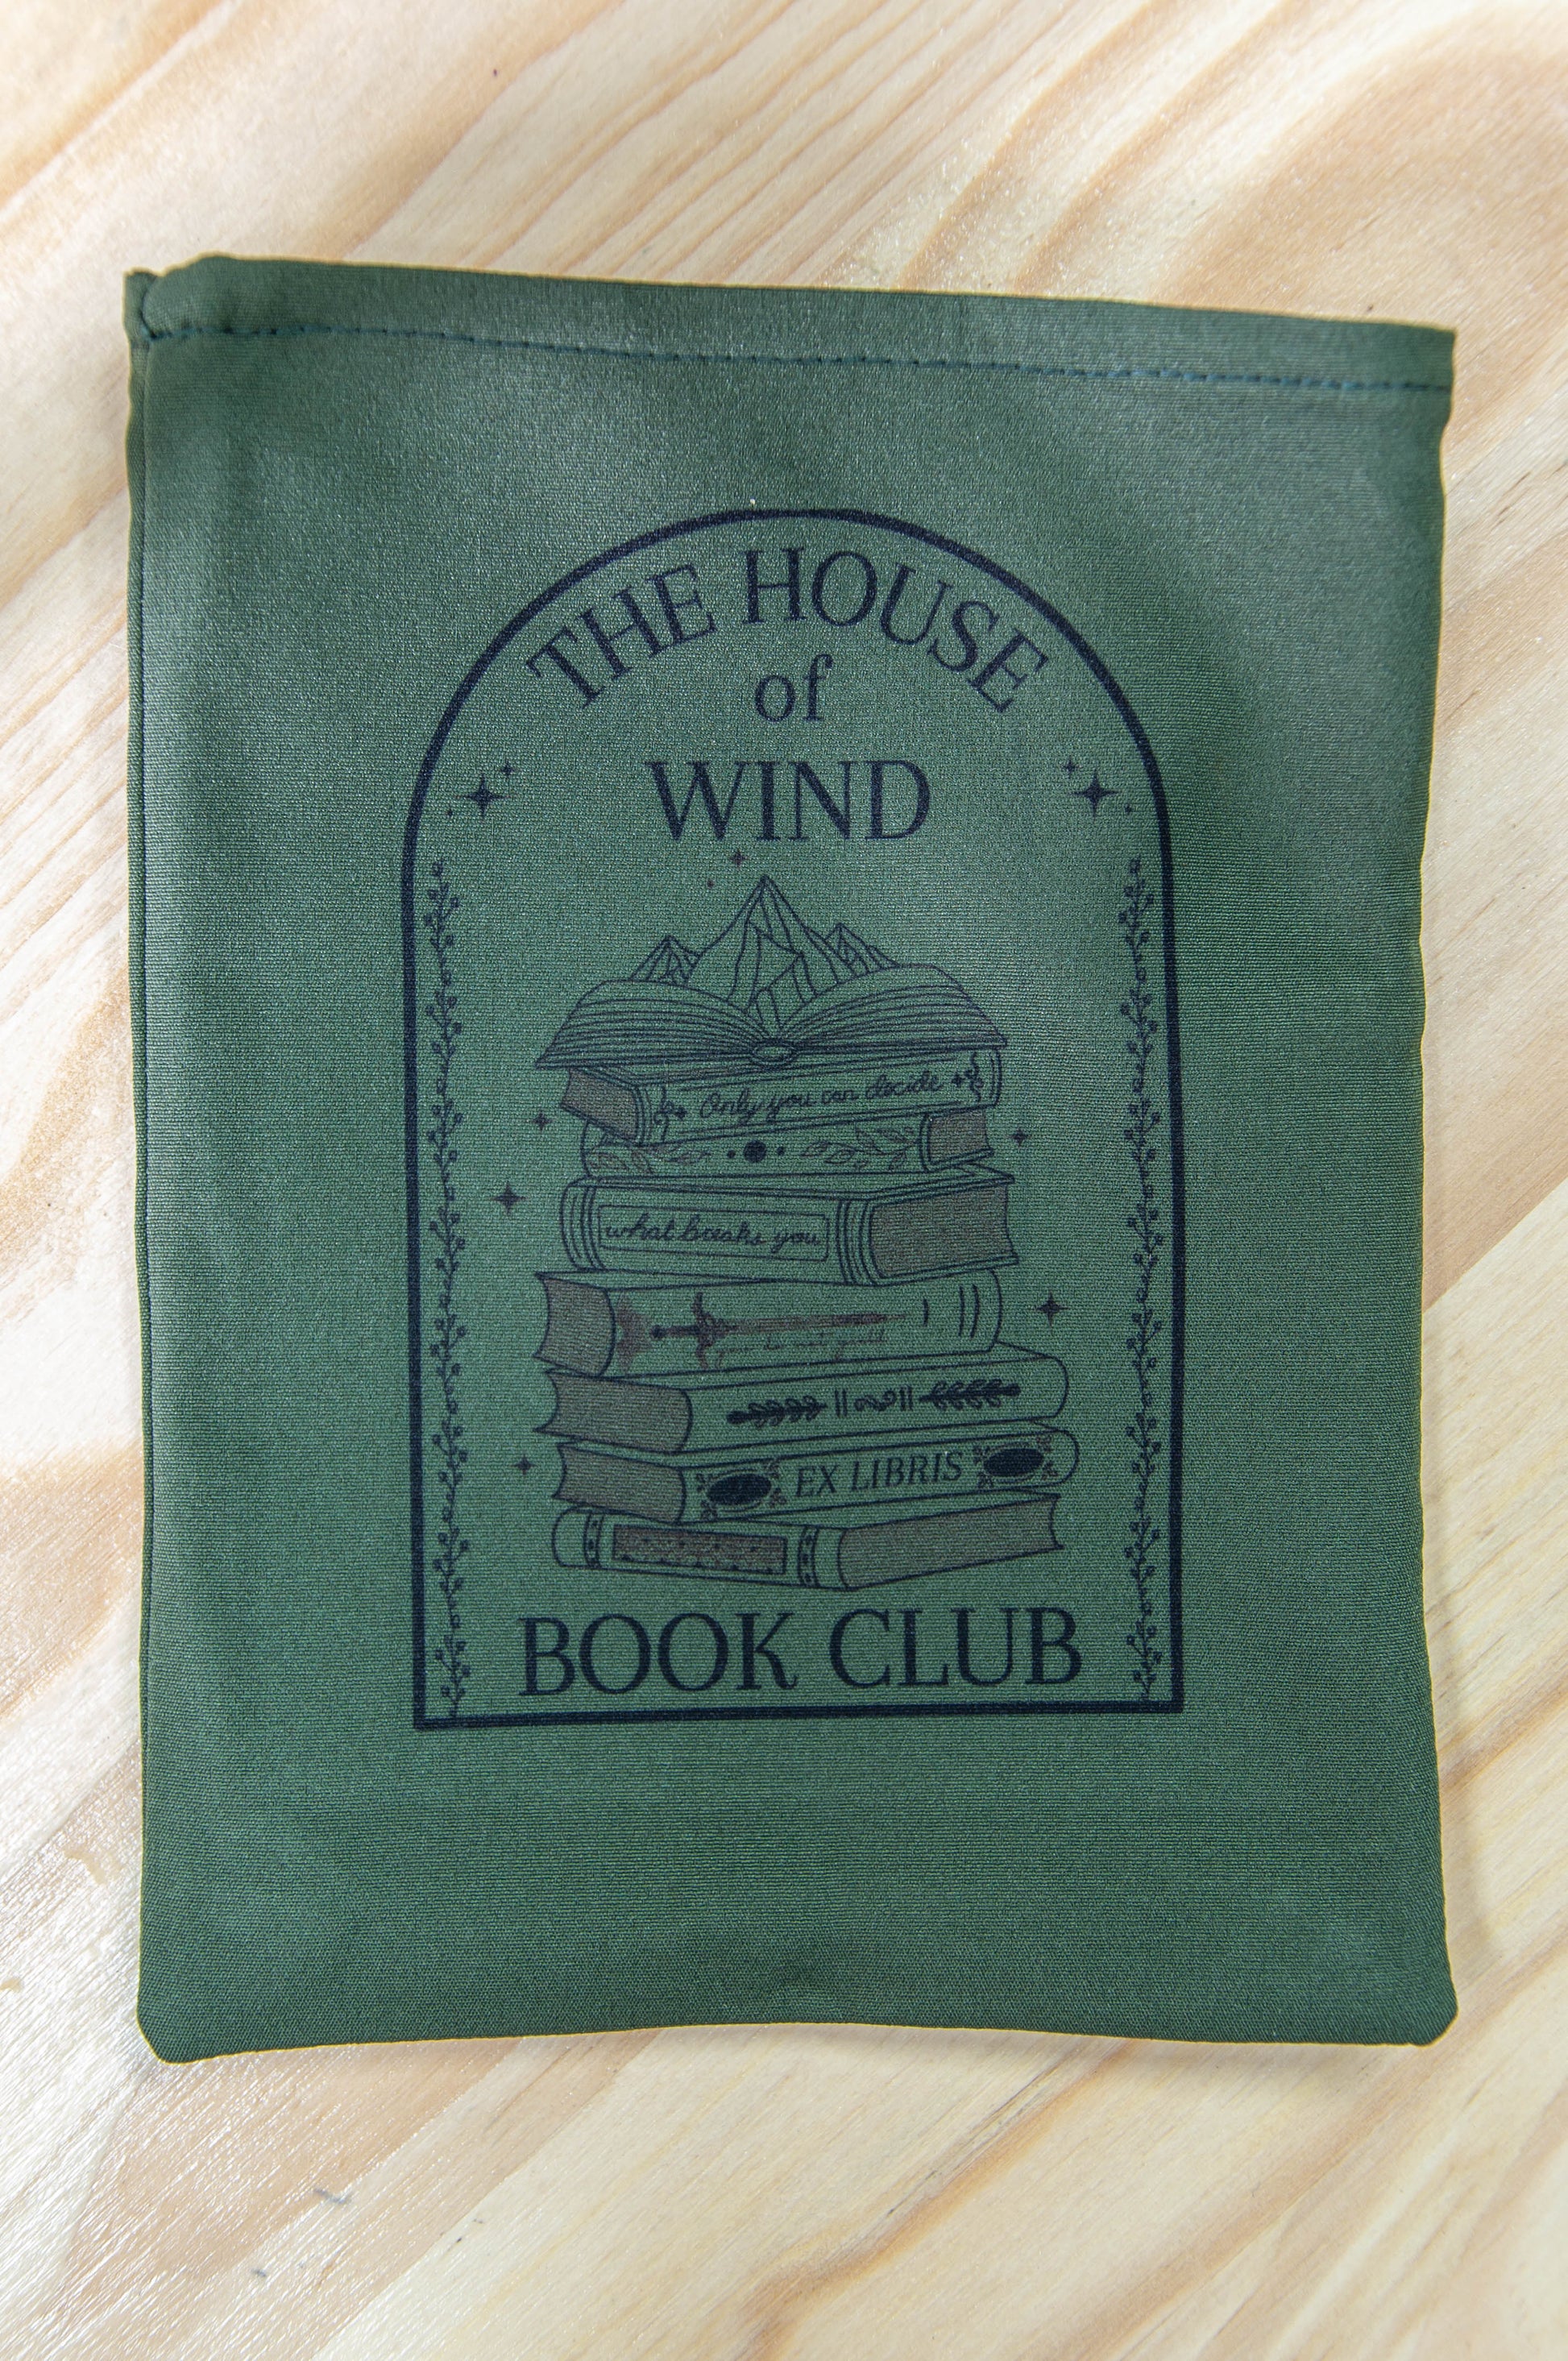 THE HOUSE
of
WIND
Only you can decide
what breaks you
EX LIBRIS
BOOK CLUB